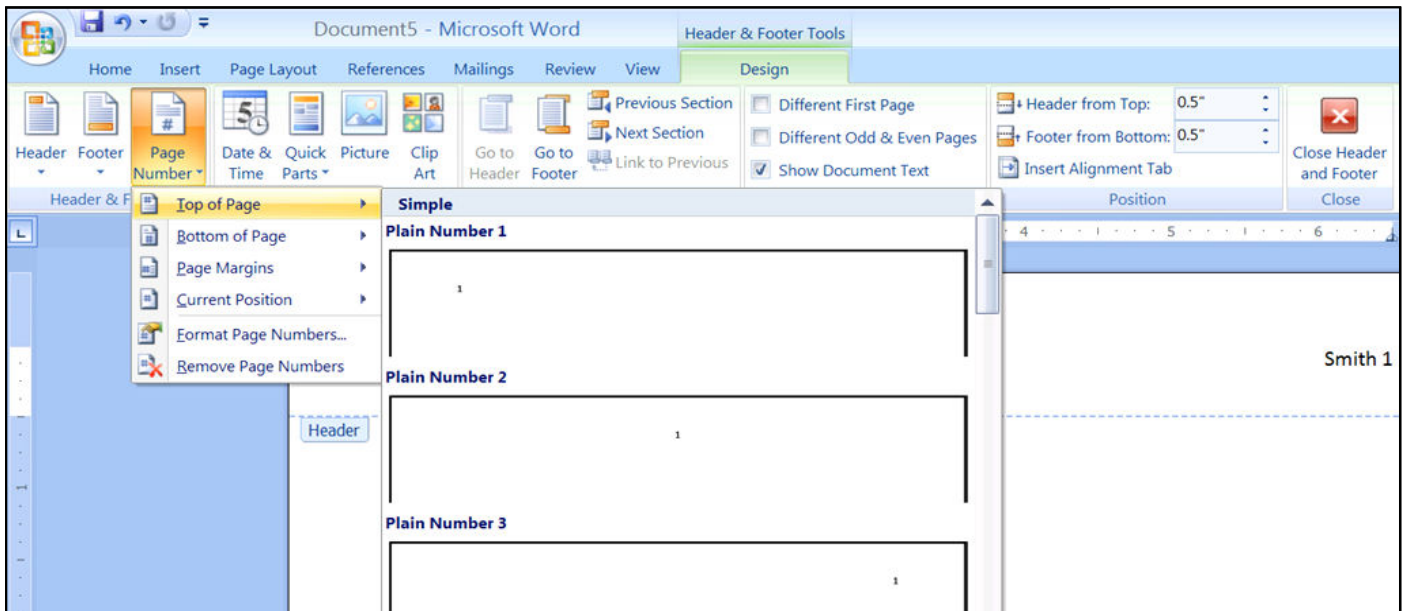 Document5 - Microsoft Word
Header & Footer Tools
Home Insert Page Layout References Mailings Review View Design
Header
Footer
Page
Number
Date &
Time
Quick
Parts
Picture
Clip
Art
Go to
Header
Go to
Footer
Previous Section
Next Section
Link to Previous
Different First Page
Different Odd & Even Pages
Show Document Text
Header from Top: 0.5"
Footer from Bottom: 0.5"
Insert Alignment Tab
Close Header
and Footer
Header & F
Position
Close
Top of Page
Bottom of Page
Page Margins
Current Position
Format Page Numbers...
Remove Page Numbers
Simple
Plain Number 1
1
Plain Number 2
1
Plain Number 3
1
4 5 6
Smith 1
Header
1